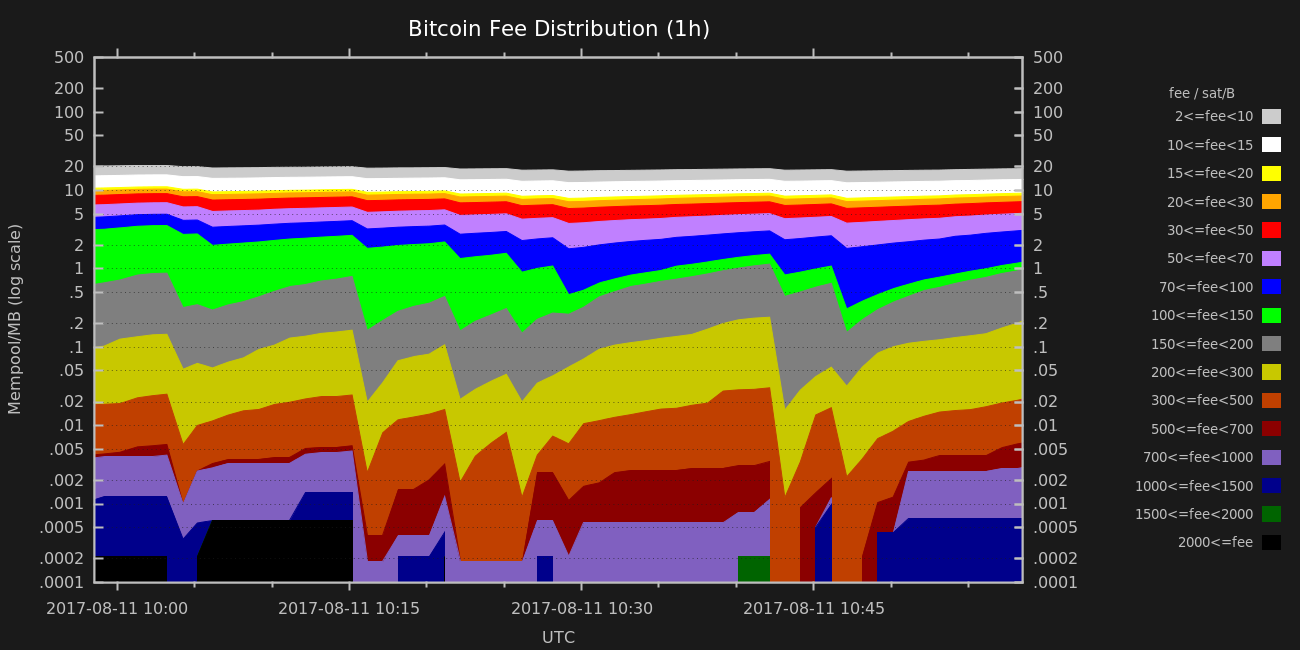 Bitcoin Fee Distribution (1h)
500
200
100
50
20
10
5
2
1
.5
.2
.1
.05
.02
.01
.005
.002
.001
.0005
.0002
.0001
Mempool/MB (log scale)
500
200
100
50
20
10
5
2
1
.5
.2
.1
.05
.02
.01
.005
.002
.001
.0005
.0002
.0001
2017-08-11 10:00 2017-08-11 10:15 2017-08-11 10:30 2017-08-11 10:45
UTC
fee / sat/B
2<=fee<10
10<=fee<15
15<=fee<20
20<=fee<30
30<=fee<50
50<=fee<70
70<=fee<100
100<=fee<150
150<=fee<200
200<=fee<300
300<=fee<500
500<=fee<700
700<=fee<1000
1000<=fee<1500
1500<=fee<2000
2000<=fee